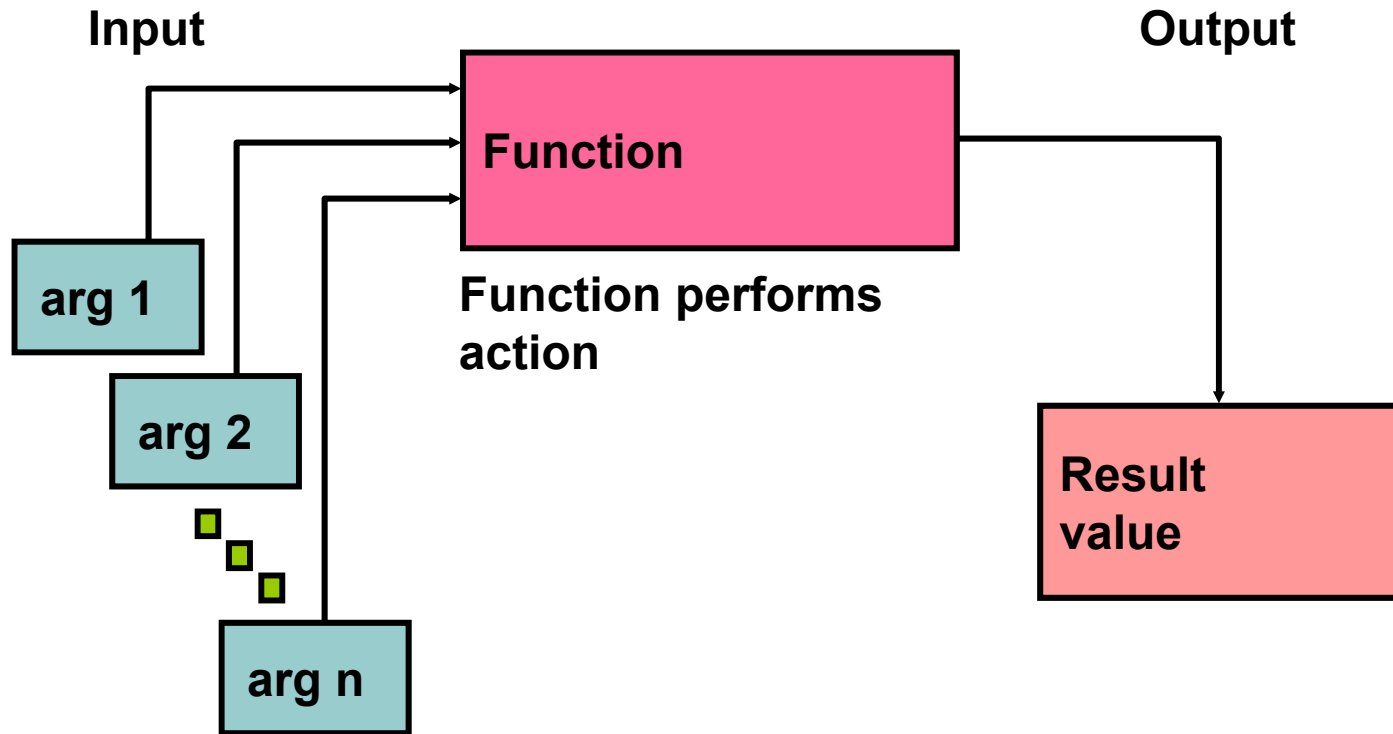 Input
Output
Function
arg 1
Function performs
action
arg 2
Result
value
arg n